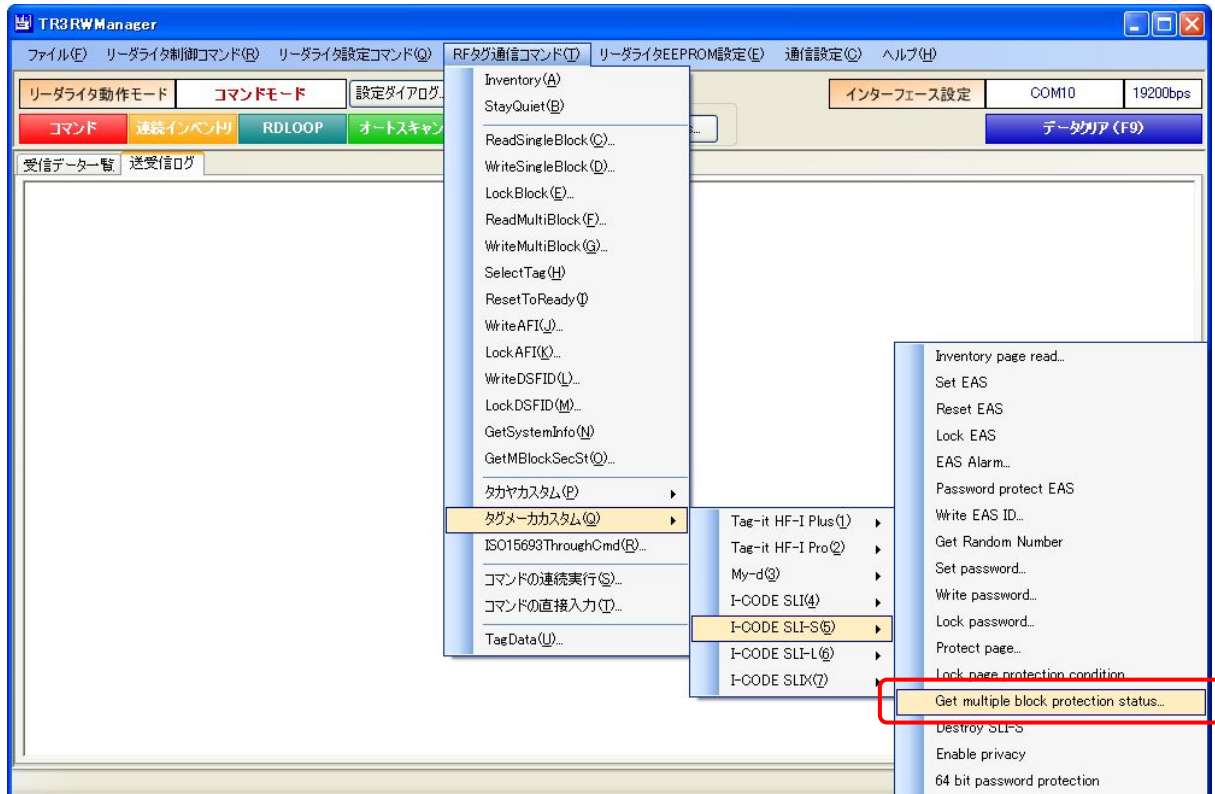 TR3RWManager
ファイル(F) リーダライタ制御コマンド(R) リーダライタ設定コマンド(Q) RFタグ通信コマンド(T) リーダライタEEPROM設定(E) 通信設定(C) ヘルプ(H)
リーダライタ動作モード コマンドモード 設定ダイアログ インターフェース設定 COM10 19200bps
コマンド 連続インベントリ RDLOOP オートスキャン データクリア (F9)
受信データ一覧 送受信ログ
Inventory(A)
StayQuiet(B)
ReadSingleBlock(C)...
WriteSingleBlock(D)...
LockBlock(E)...
ReadMultiBlock(F)...
WriteMultiBlock(G)...
SelectTag(H)
ResetToReady(I)
WriteAFI(J)...
LockAFI(K)...
WriteDSFID(L)...
LockDSFID(M)...
GetSystemInfo(N)
GetMBlockSecSt(O)...
タカヤカスタム(P)
タグメーカカスタム(Q)
ISO15693ThroughCmd(R)...
コマンドの連続実行(S)...
コマンドの直接入力(T)...
TagData(U)...
Tag-it HF-I Plus(1)
Tag-it HF-I Pro(2)
My-d(3)
I-CODE SLI(4)
I-CODE SLI-S(5)
I-CODE SLI-L(6)
I-CODE SLIX(7)
Inventory page read...
Set EAS
Reset EAS
Lock EAS
EAS Alarm...
Password protect EAS
Write EAS ID...
Get Random Number
Set password...
Write password...
Lock password...
Protect page...
Lock page protection condition
Get multiple block protection status...
Destroy SLI-S
Enable privacy
64 bit password protection